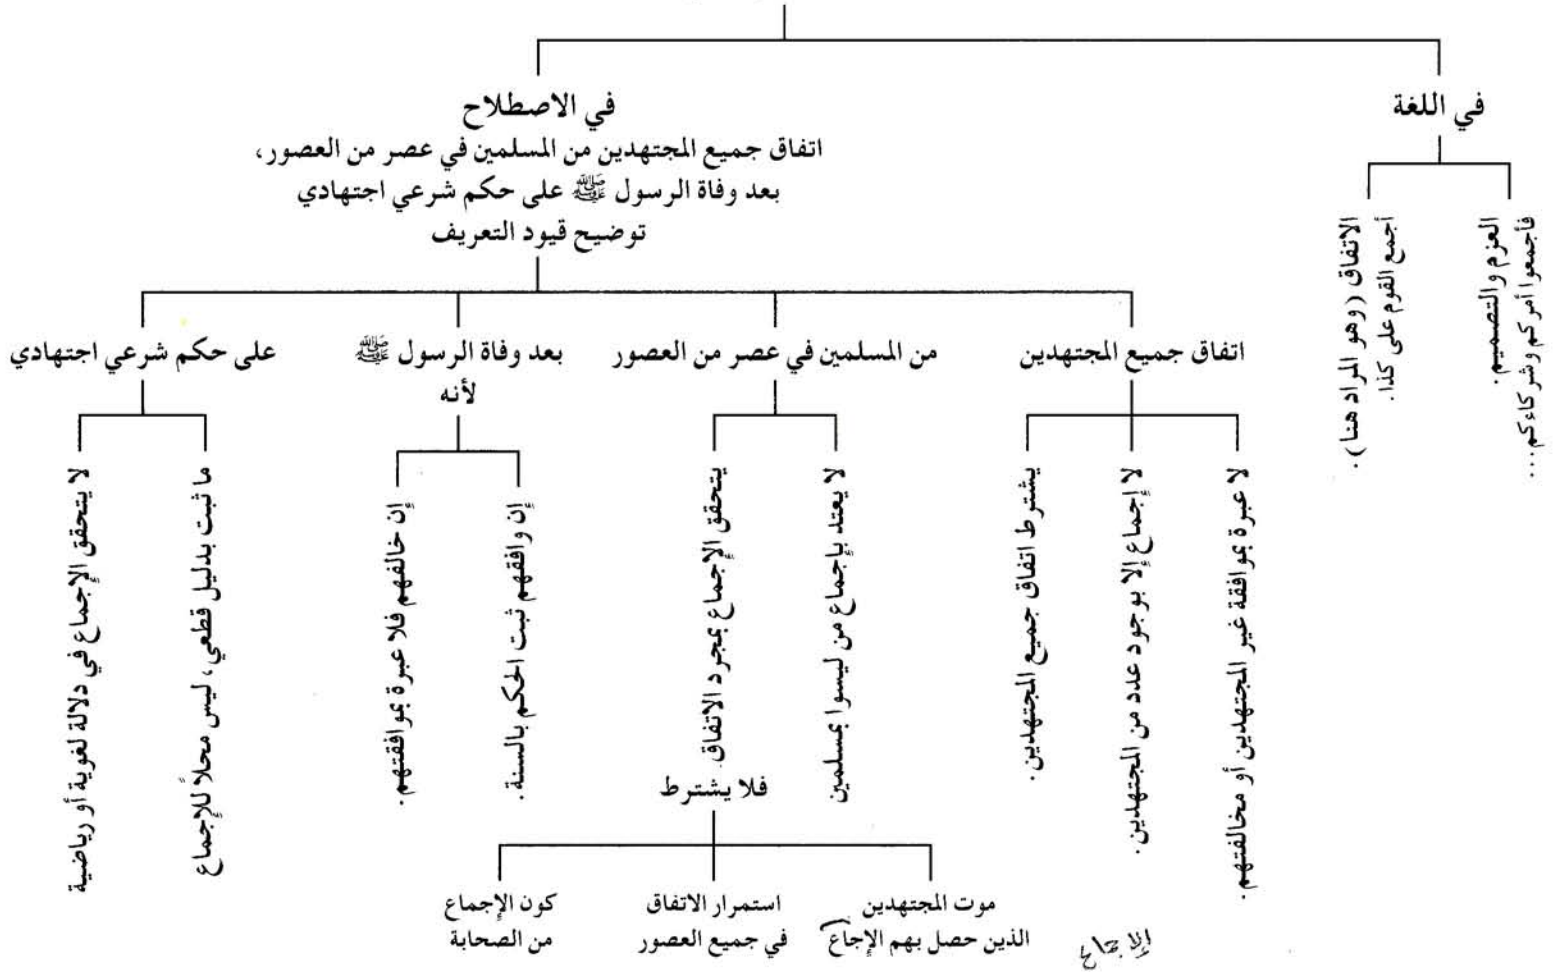 في اللغة
العزم والتصميم.
فأجمعوا أمركم وشركاءكم...
الاتفاق (وهو المراد هنا).
أجمع القوم على كذا.
في الاصطلاح
اتفاق جميع المجتهدين من المسلمين في عصر من العصور،
بعد وفاة الرسول ﷺ على حكم شرعي اجتهادي
توضيح قيود التعريف
اتفاق جميع المجتهدين
لا عبرة بموافقة غير المجتهدين أو مخالفتهم.
لا إجماع إلا بوجود عدد من المجتهدين.
يشترط اتفاق جميع المجتهدين.
من المسلمين في عصر من العصور
لا يعتد بإجماع من ليسوا بمسلمين
يتحقق الإجماع بمجرد الاتفاق.
فلا يشترط
موت المجتهدين
الذين حصل بهم الإجاع
الإجماع
استمرار الاتفاق
في جميع العصور
كون الإجماع
من الصحابة
بعد وفاة الرسول ﷺ
لأنه
إن وافقهم ثبت الحكم بالسنة.
إن خالفهم فلا عبرة بموافقتهم.
على حكم شرعي اجتهادي
ما ثبت بدليل قطعي، ليس محلاً للإجماع
لا يتحقق الإجماع في دلالة لغوية أو رياضية